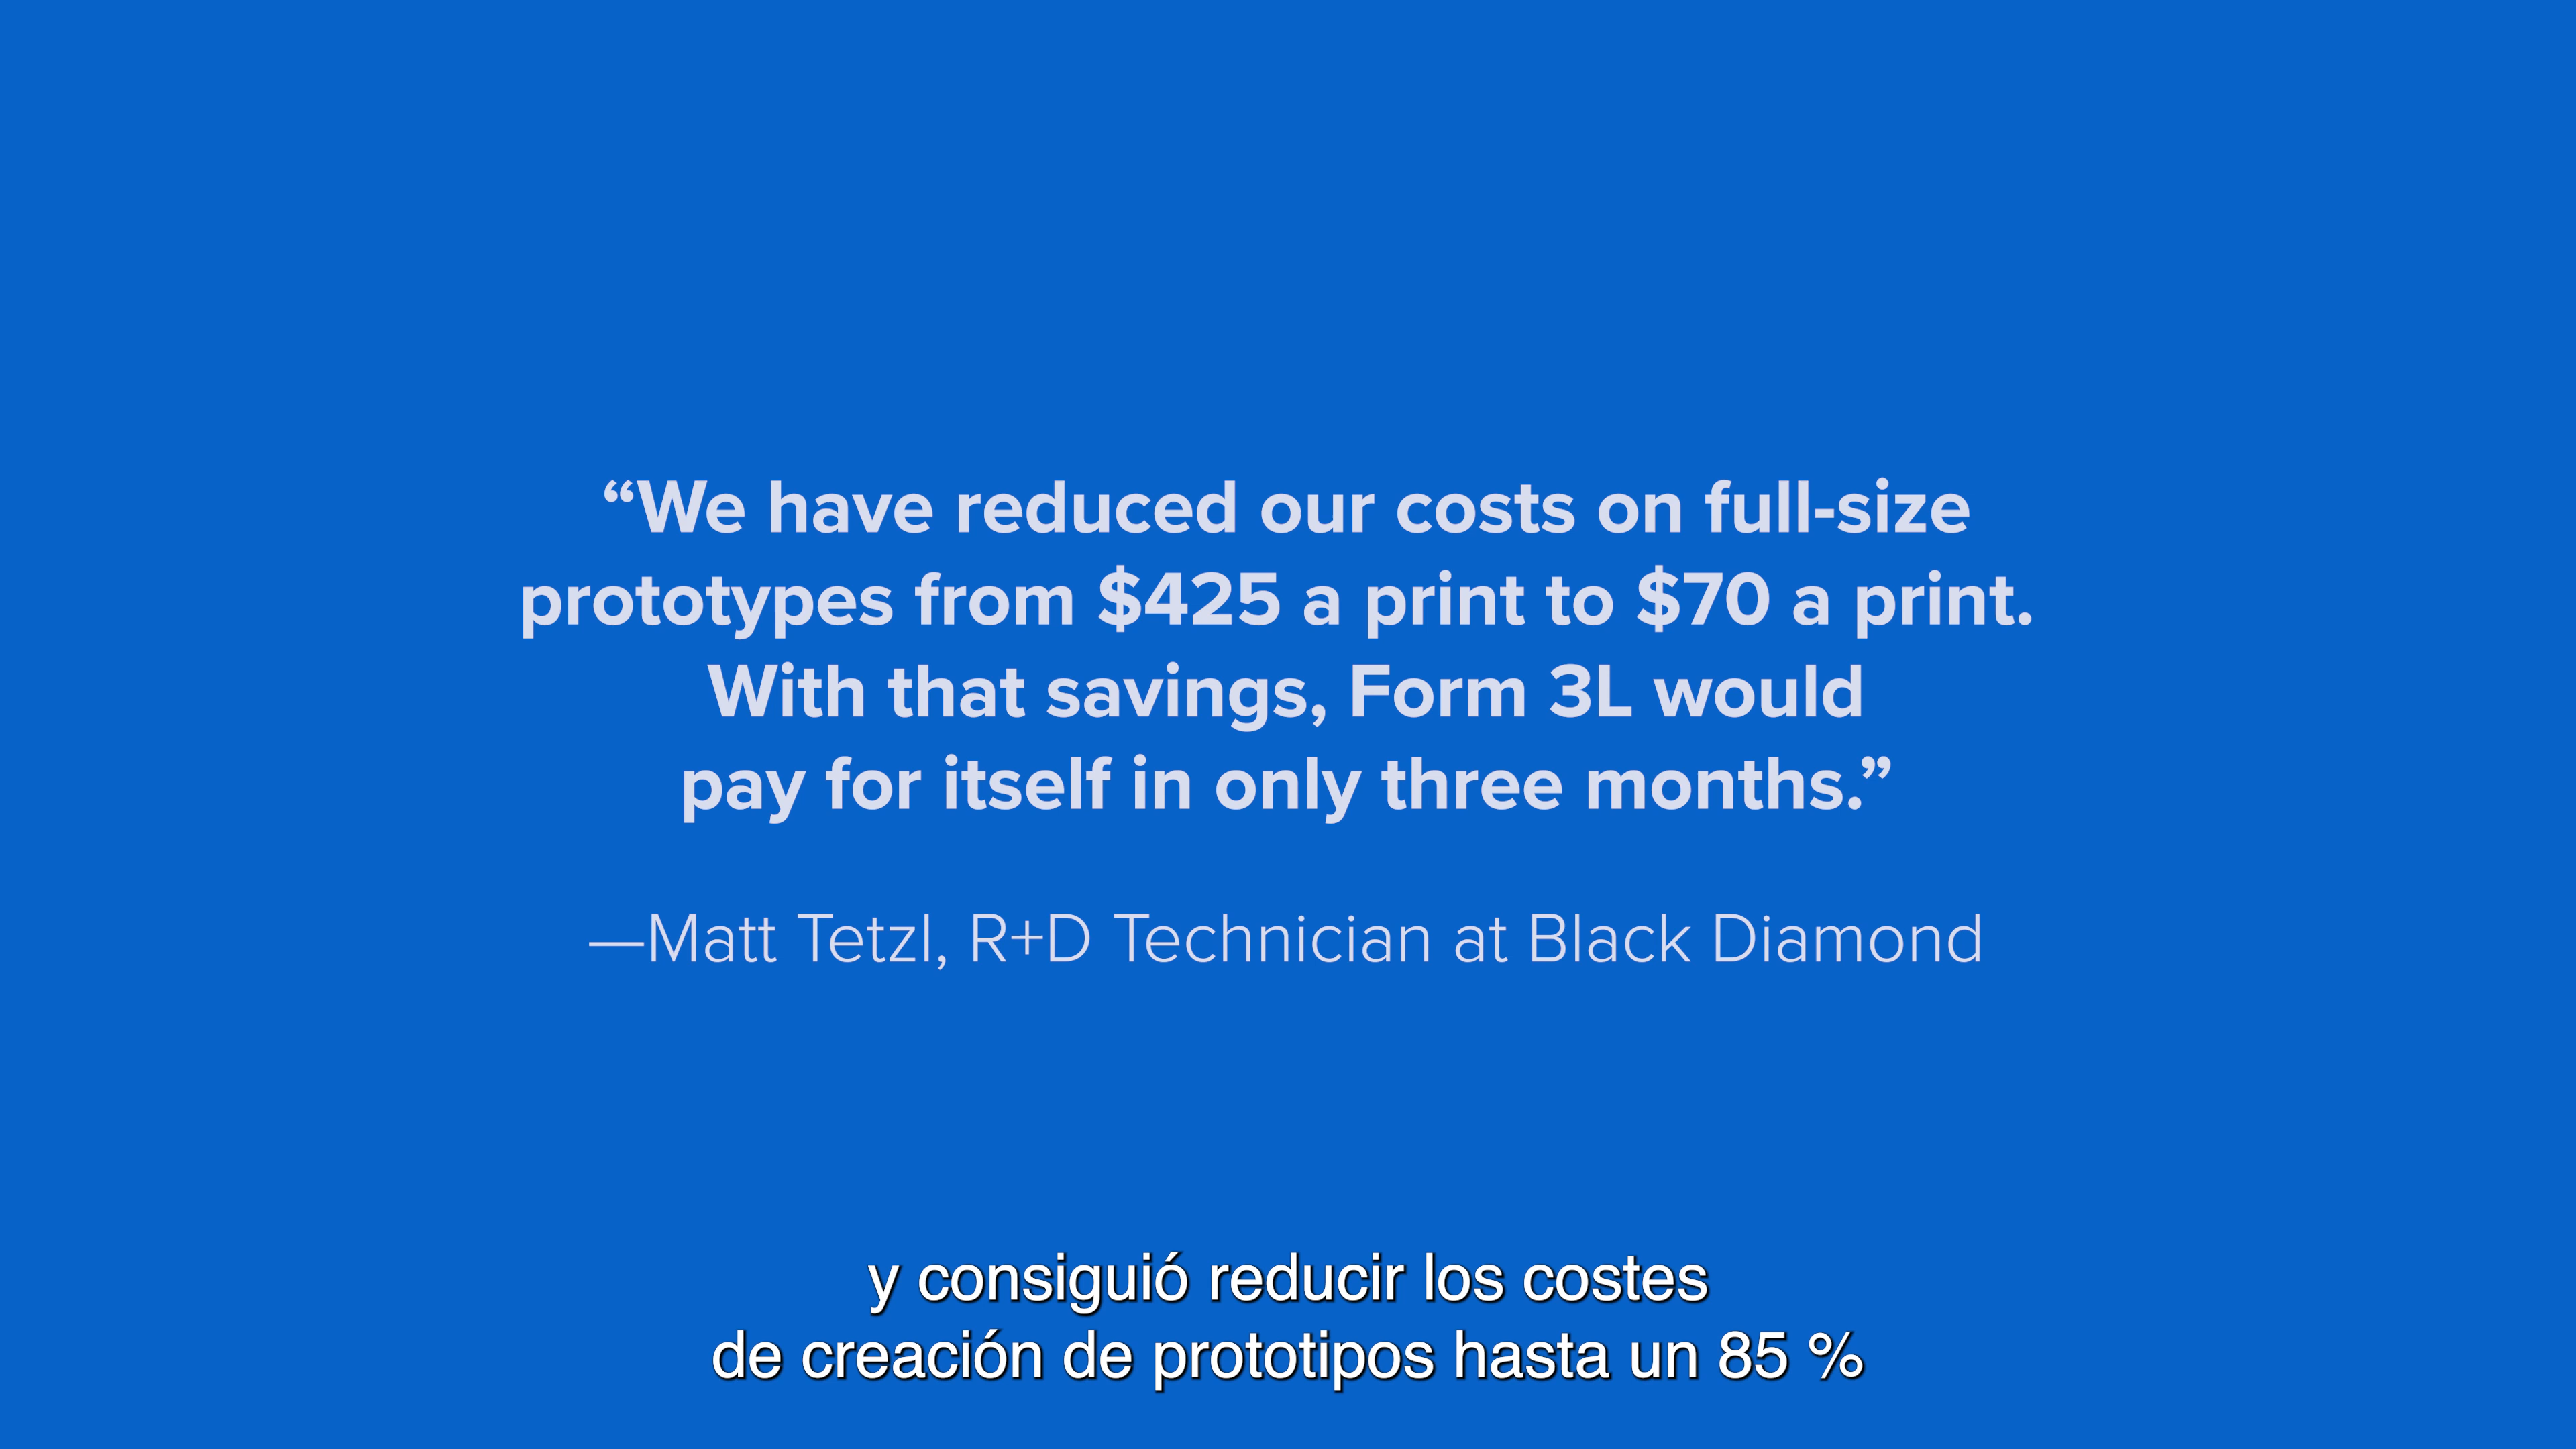 “We have reduced our costs on full-size
prototypes from $425 a print to $70 a print.
With that savings, Form 3L would
pay for itself in only three months.”
—Matt Tetzl, R+D Technician at Black Diamond
y consiguió reducir los costes
de creación de prototipos hasta un 85 %